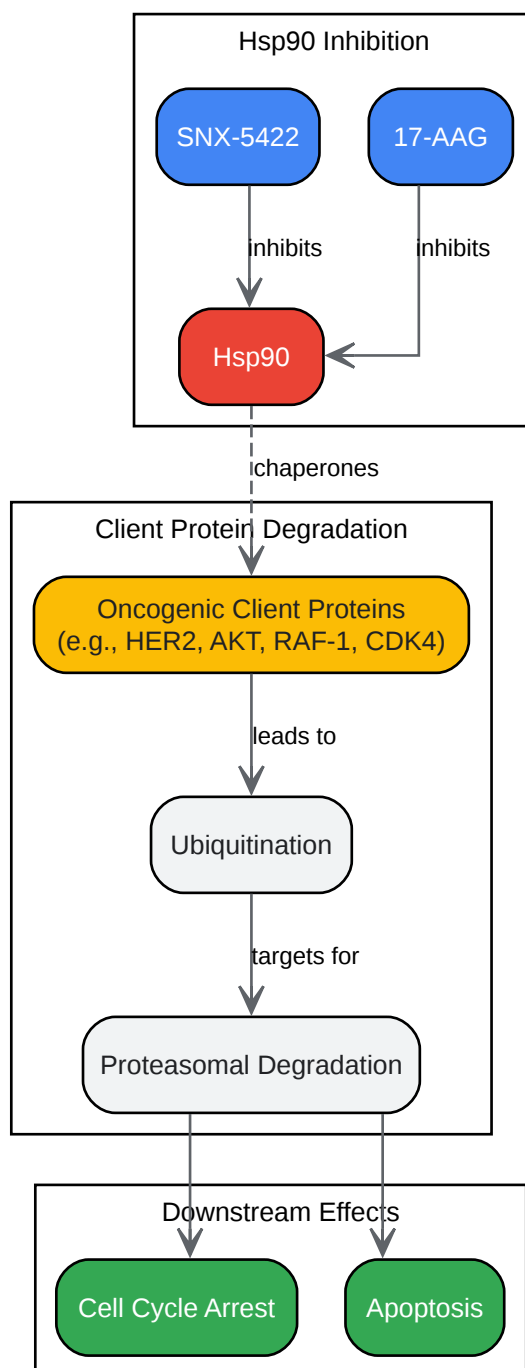 Hsp90 Inhibition
SNX-5422
17-AAG
inhibits
inhibits
Hsp90
chaperones
Client Protein Degradation
Oncogenic Client Proteins
(e.g., HER2, AKT, RAF-1, CDK4)
leads to
Ubiquitination
targets for
Proteasomal Degradation
Downstream Effects
Cell Cycle Arrest
Apoptosis